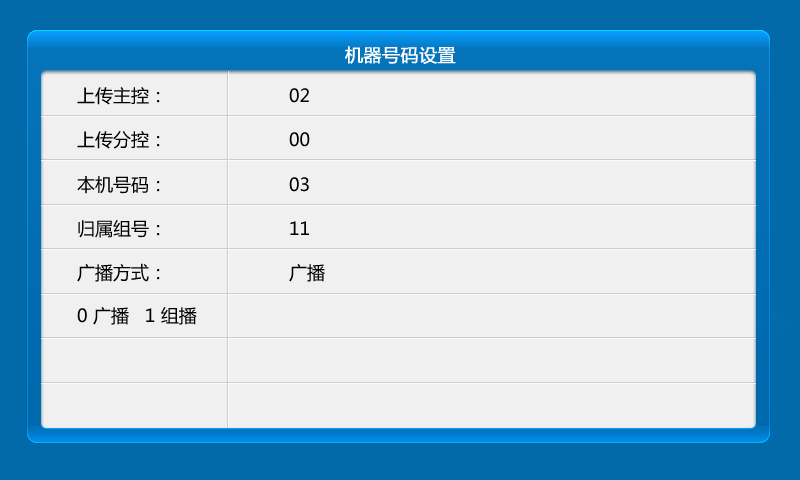 机器号码设置
上传主控： 02
上传分控： 00
本机号码： 03
归属组号： 11
广播方式： 广播
0 广播 1 组播